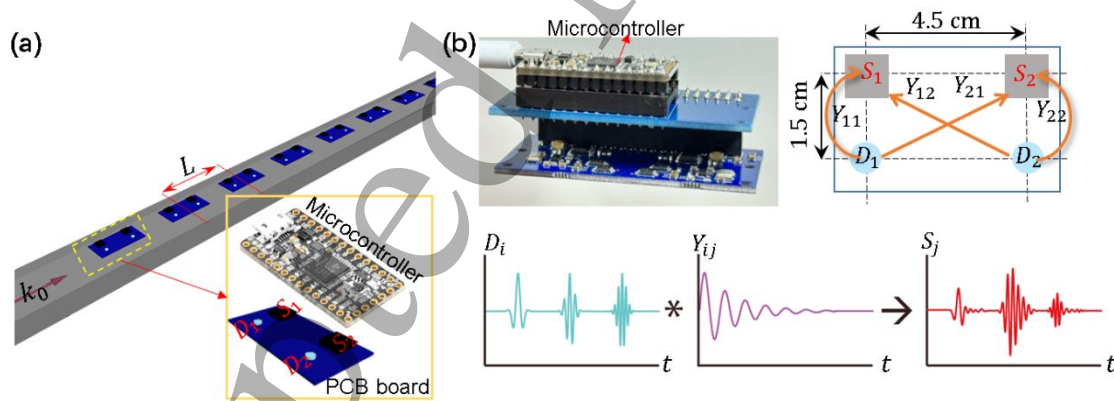 (a)
L
k0
Microcontroller
D1
S1
D2
S2
PCB board
(b)
Microcontroller
4.5 cm
1.5 cm
S1
S2
Y12
Y21
Y11
Y22
D1
D2
Di
Yij
Sj
*
t
t
t